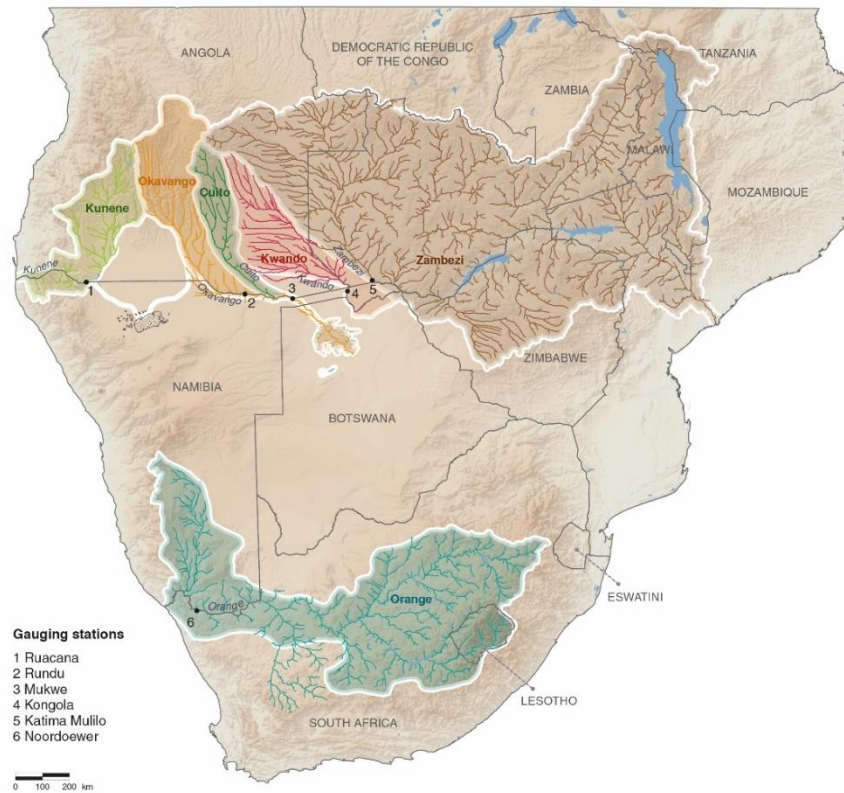 ANGOLA
DEMOCRATIC REPUBLIC
OF THE CONGO
TANZANIA
ZAMBIA
MALAWI
MOZAMBIQUE
Okavango
Cuito
Kunene
Kwando
Zambezi
Zambezi
Kunene
Cuito
Kwando
Okavango
1
2
3
4
5
ZIMBABWE
NAMIBIA
BOTSWANA
Orange
Orange
6
ESWATINI
LESOTHO
SOUTH AFRICA
Gauging stations
1 Ruacana
2 Rundu
3 Mukwe
4 Kongola
5 Katima Mulilo
6 Noordoewer
0 100 200 km